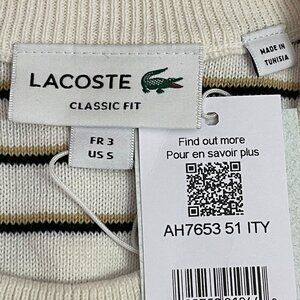 LACOSTE
CLASSIC FIT
FR 3
US S
MADE IN
TUNISIA
Find out more
Pour en savoir plus
AH7653 51 ITY